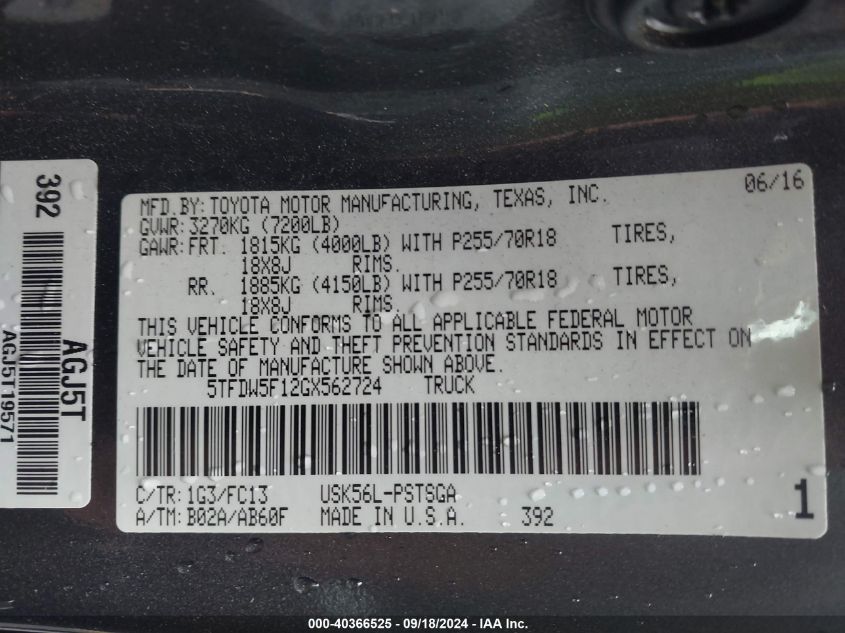 392
AGJ5T
AGJ5T19571
MFD.BY:TOYOTA MOTOR MANUFACTURING, TEXAS, INC. 06/16
GVWR:3270KG (7200LB)
GAWR:FRT. 1815KG (4000LB) WITH P255/70R18 TIRES,
18X8J RIMS.
RR. 1885KG (4150LB) WITH P255/70R18 TIRES,
18X8J RIMS.
THIS VEHICLE CONFORMS TO ALL APPLICABLE FEDERAL MOTOR
VEHICLE SAFETY AND THEFT PREVENTION STANDARDS IN EFFECT ON
THE DATE OF MANUFACTURE SHOWN ABOVE.
5TFDW5F12GX562724 TRUCK
C/TR:1G3/FC13 USK56L-PSTSGA
A/TM:B02A/AB60F MADE IN U.S.A. 392 1
000-40366525 - 09/18/2024 - IAA Inc.